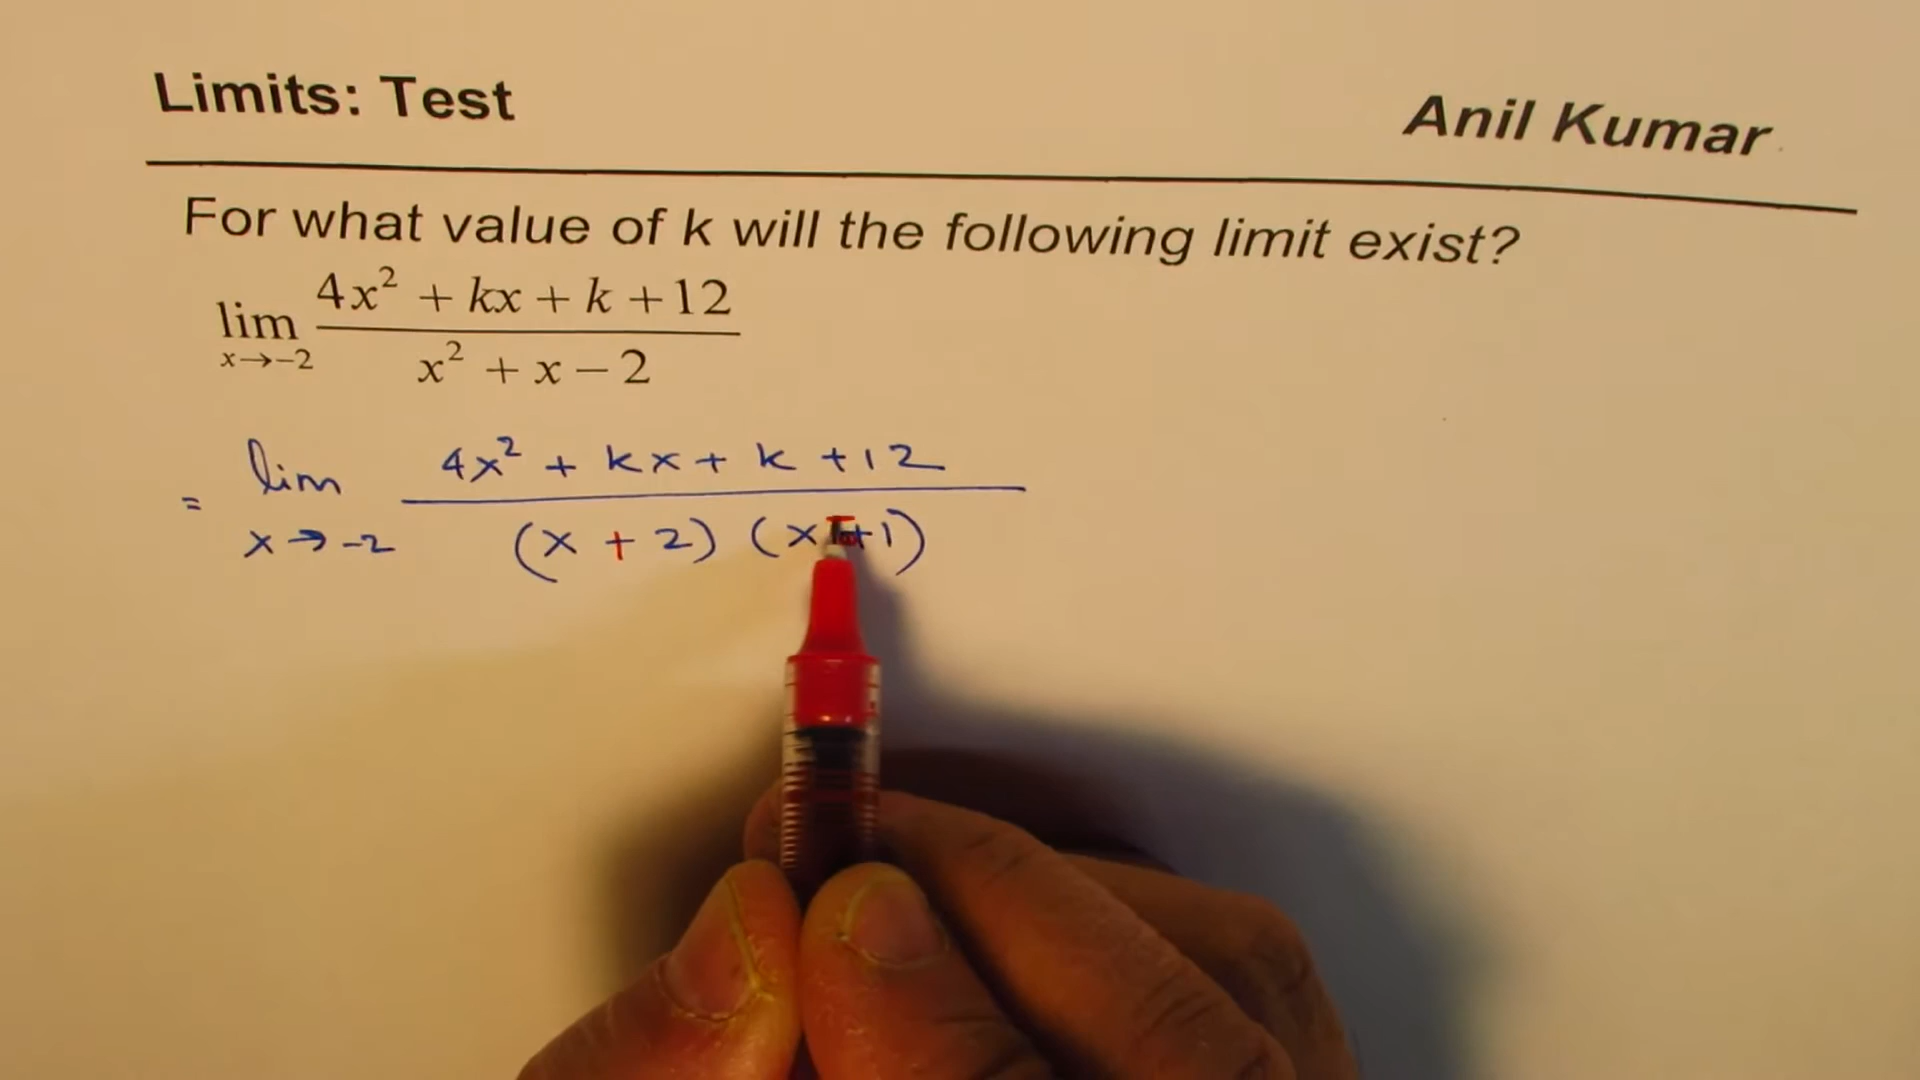 Limits: Test
Anil Kumar
For what value of k will the following limit exist?
lim x→-2 (4x² + kx + k + 12)/(x² + x - 2)
= lim x→-2 (4x² + kx + k + 12)/((x + 2)(x +1))